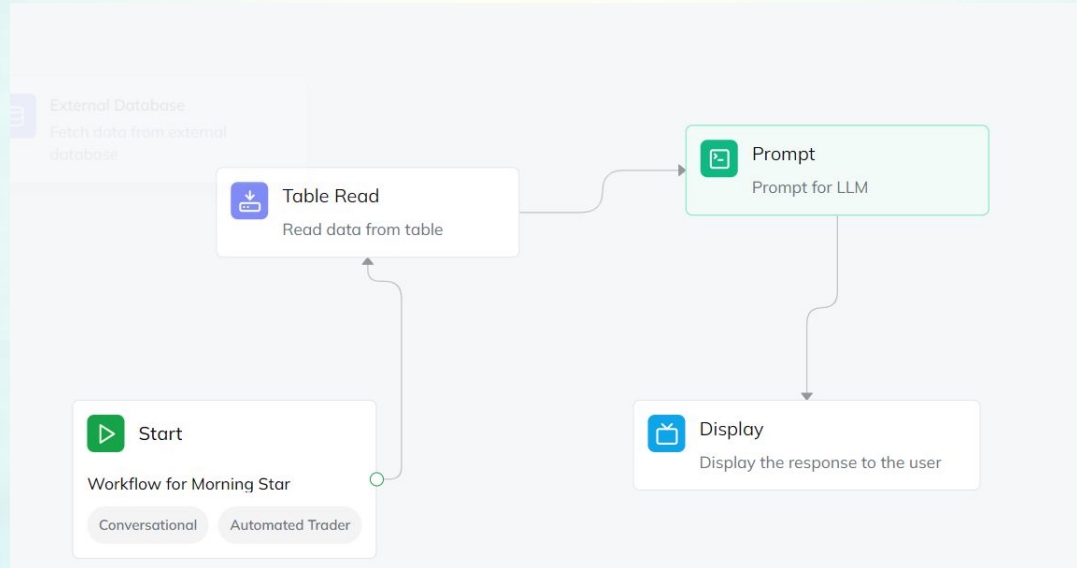 External Database
Fetch data from external
database
Table Read
Read data from table
Prompt
Prompt for LLM
Start
Workflow for Morning Star
Conversational
Automated Trader
Display
Display the response to the user